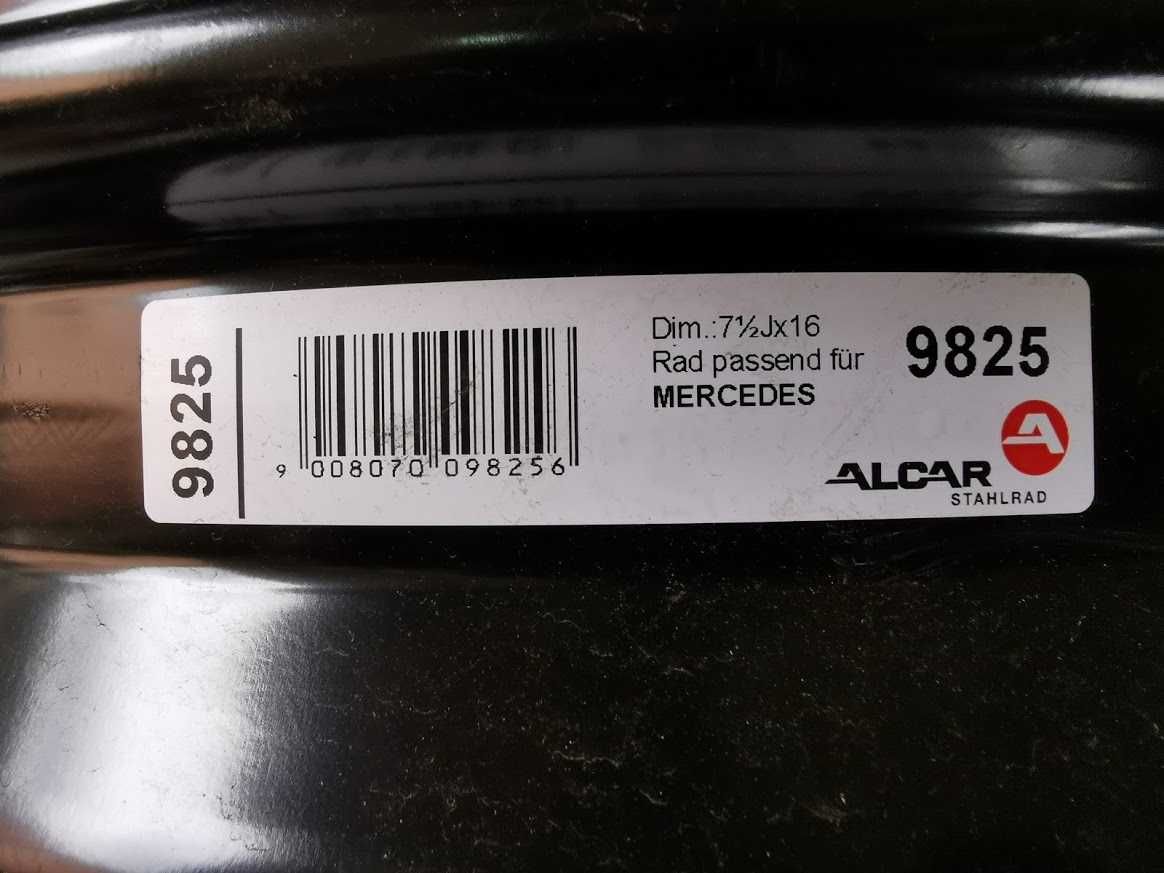 9825
9 008070 098256
Dim.:7½Jx16
Rad passend für
MERCEDES
9825
A
ALCAR
STAHLRAD